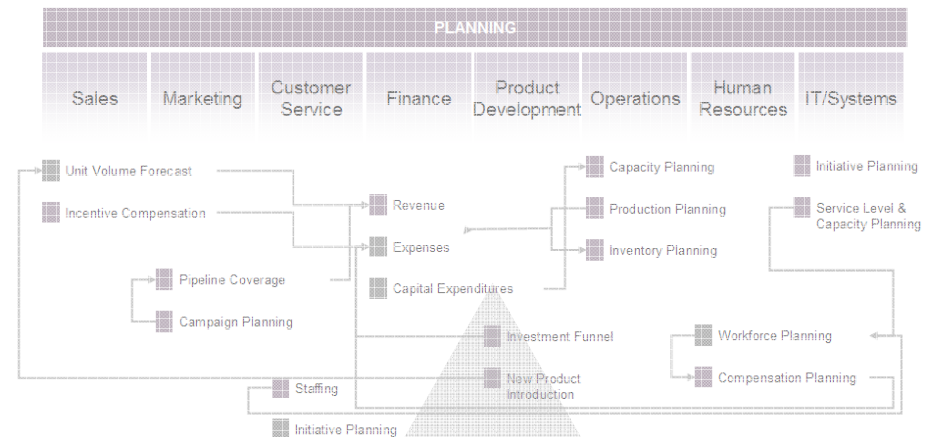 PLANNING
Sales
Marketing
Customer
Service
Finance
Product
Development
Operations
Human
Resources
IT/Systems
Unit Volume Forecast
Incentive Compensation
Pipeline Coverage
Campaign Planning
Staffing
Initiative Planning
Revenue
Expenses
Capital Expenditures
Investment Funnel
New Product
Introduction
Capacity Planning
Production Planning
Inventory Planning
Workforce Planning
Compensation Planning
Initiative Planning
Service Level &
Capacity Planning